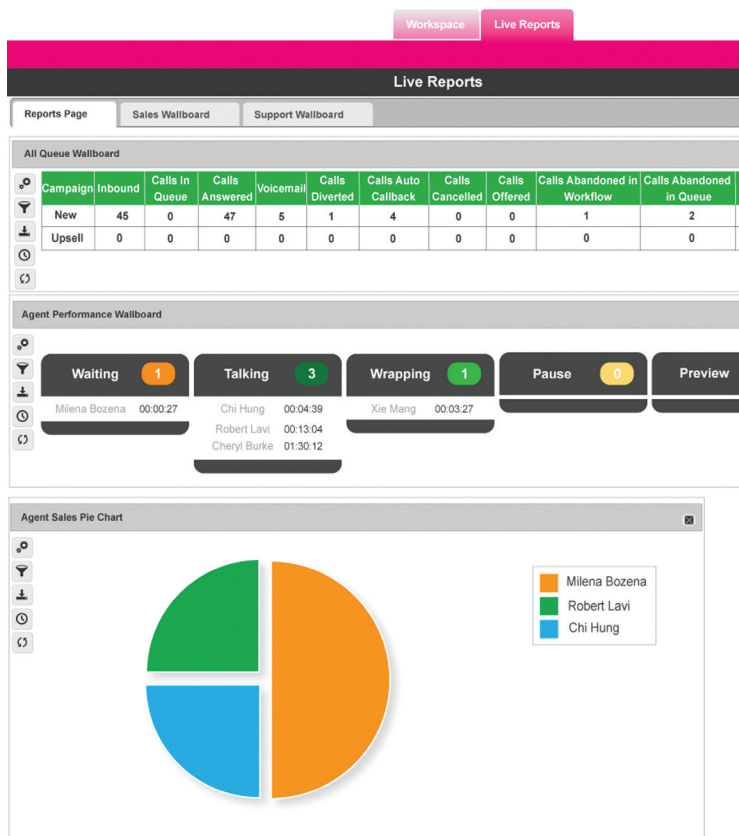 Workspace Live Reports
Live Reports
Reports Page Sales Wallboard Support Wallboard
All Queue Wallboard
Campaign Inbound Calls In Queue Calls Answered Voicemail Calls Diverted Calls Auto Callback Calls Cancelled Calls Offered Calls Abandoned in Workflow Calls Abandoned in Queue
New 45 0 47 5 1 4 0 0 1 2
Upsell 0 0 0 0 0 0 0 0 0 0
Agent Performance Wallboard
Waiting 1 Talking 3 Wrapping 1 Pause 0 Preview
Milena Bozena 00:00:27 Chi Hung 00:04:39 Xie Mang 00:03:27
Robert Lavi 00:13:04
Cheryl Burke 01:30:12
Agent Sales Pie Chart
Milena Bozena
Robert Lavi
Chi Hung